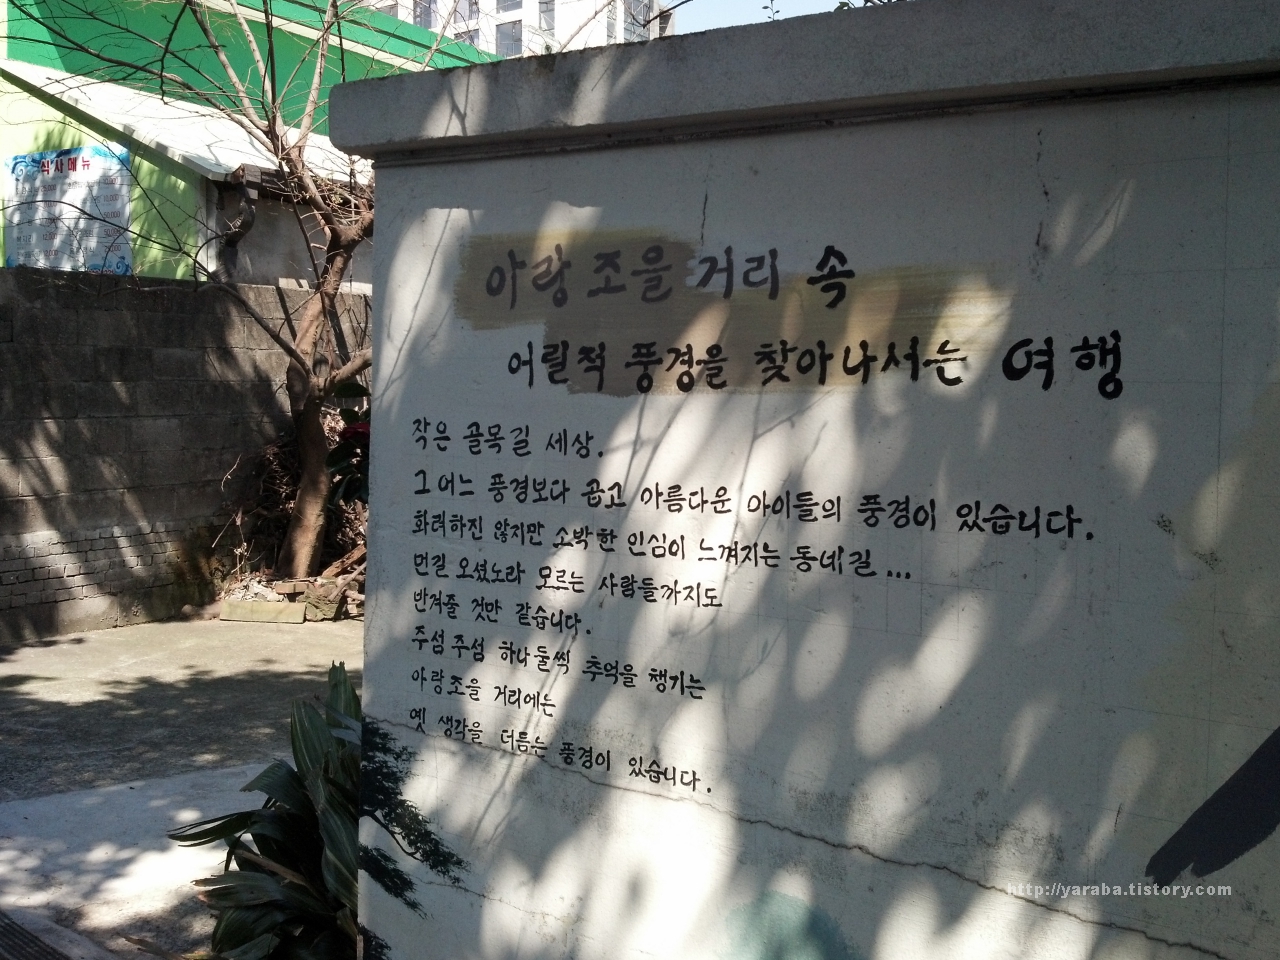 식사메뉴
아랑 조을 거리 속
어릴적 풍경을 찾아나서는 여행
작은 골목길 세상.
그 어느 풍경보다 곱고 아름다운 아이들의 풍경이 있습니다.
화려하진 않지만 소박한 인심이 느껴지는 동네길...
먼길 오셨노라 모르는 사람들까지도
반겨줄 것만 같습니다.
주섬주섬 하나둘씩 추억을 챙기는
아랑조을 거리에는
옛 생각을 더듬는 풍경이 있습니다.
http://yaraba.tistory.com